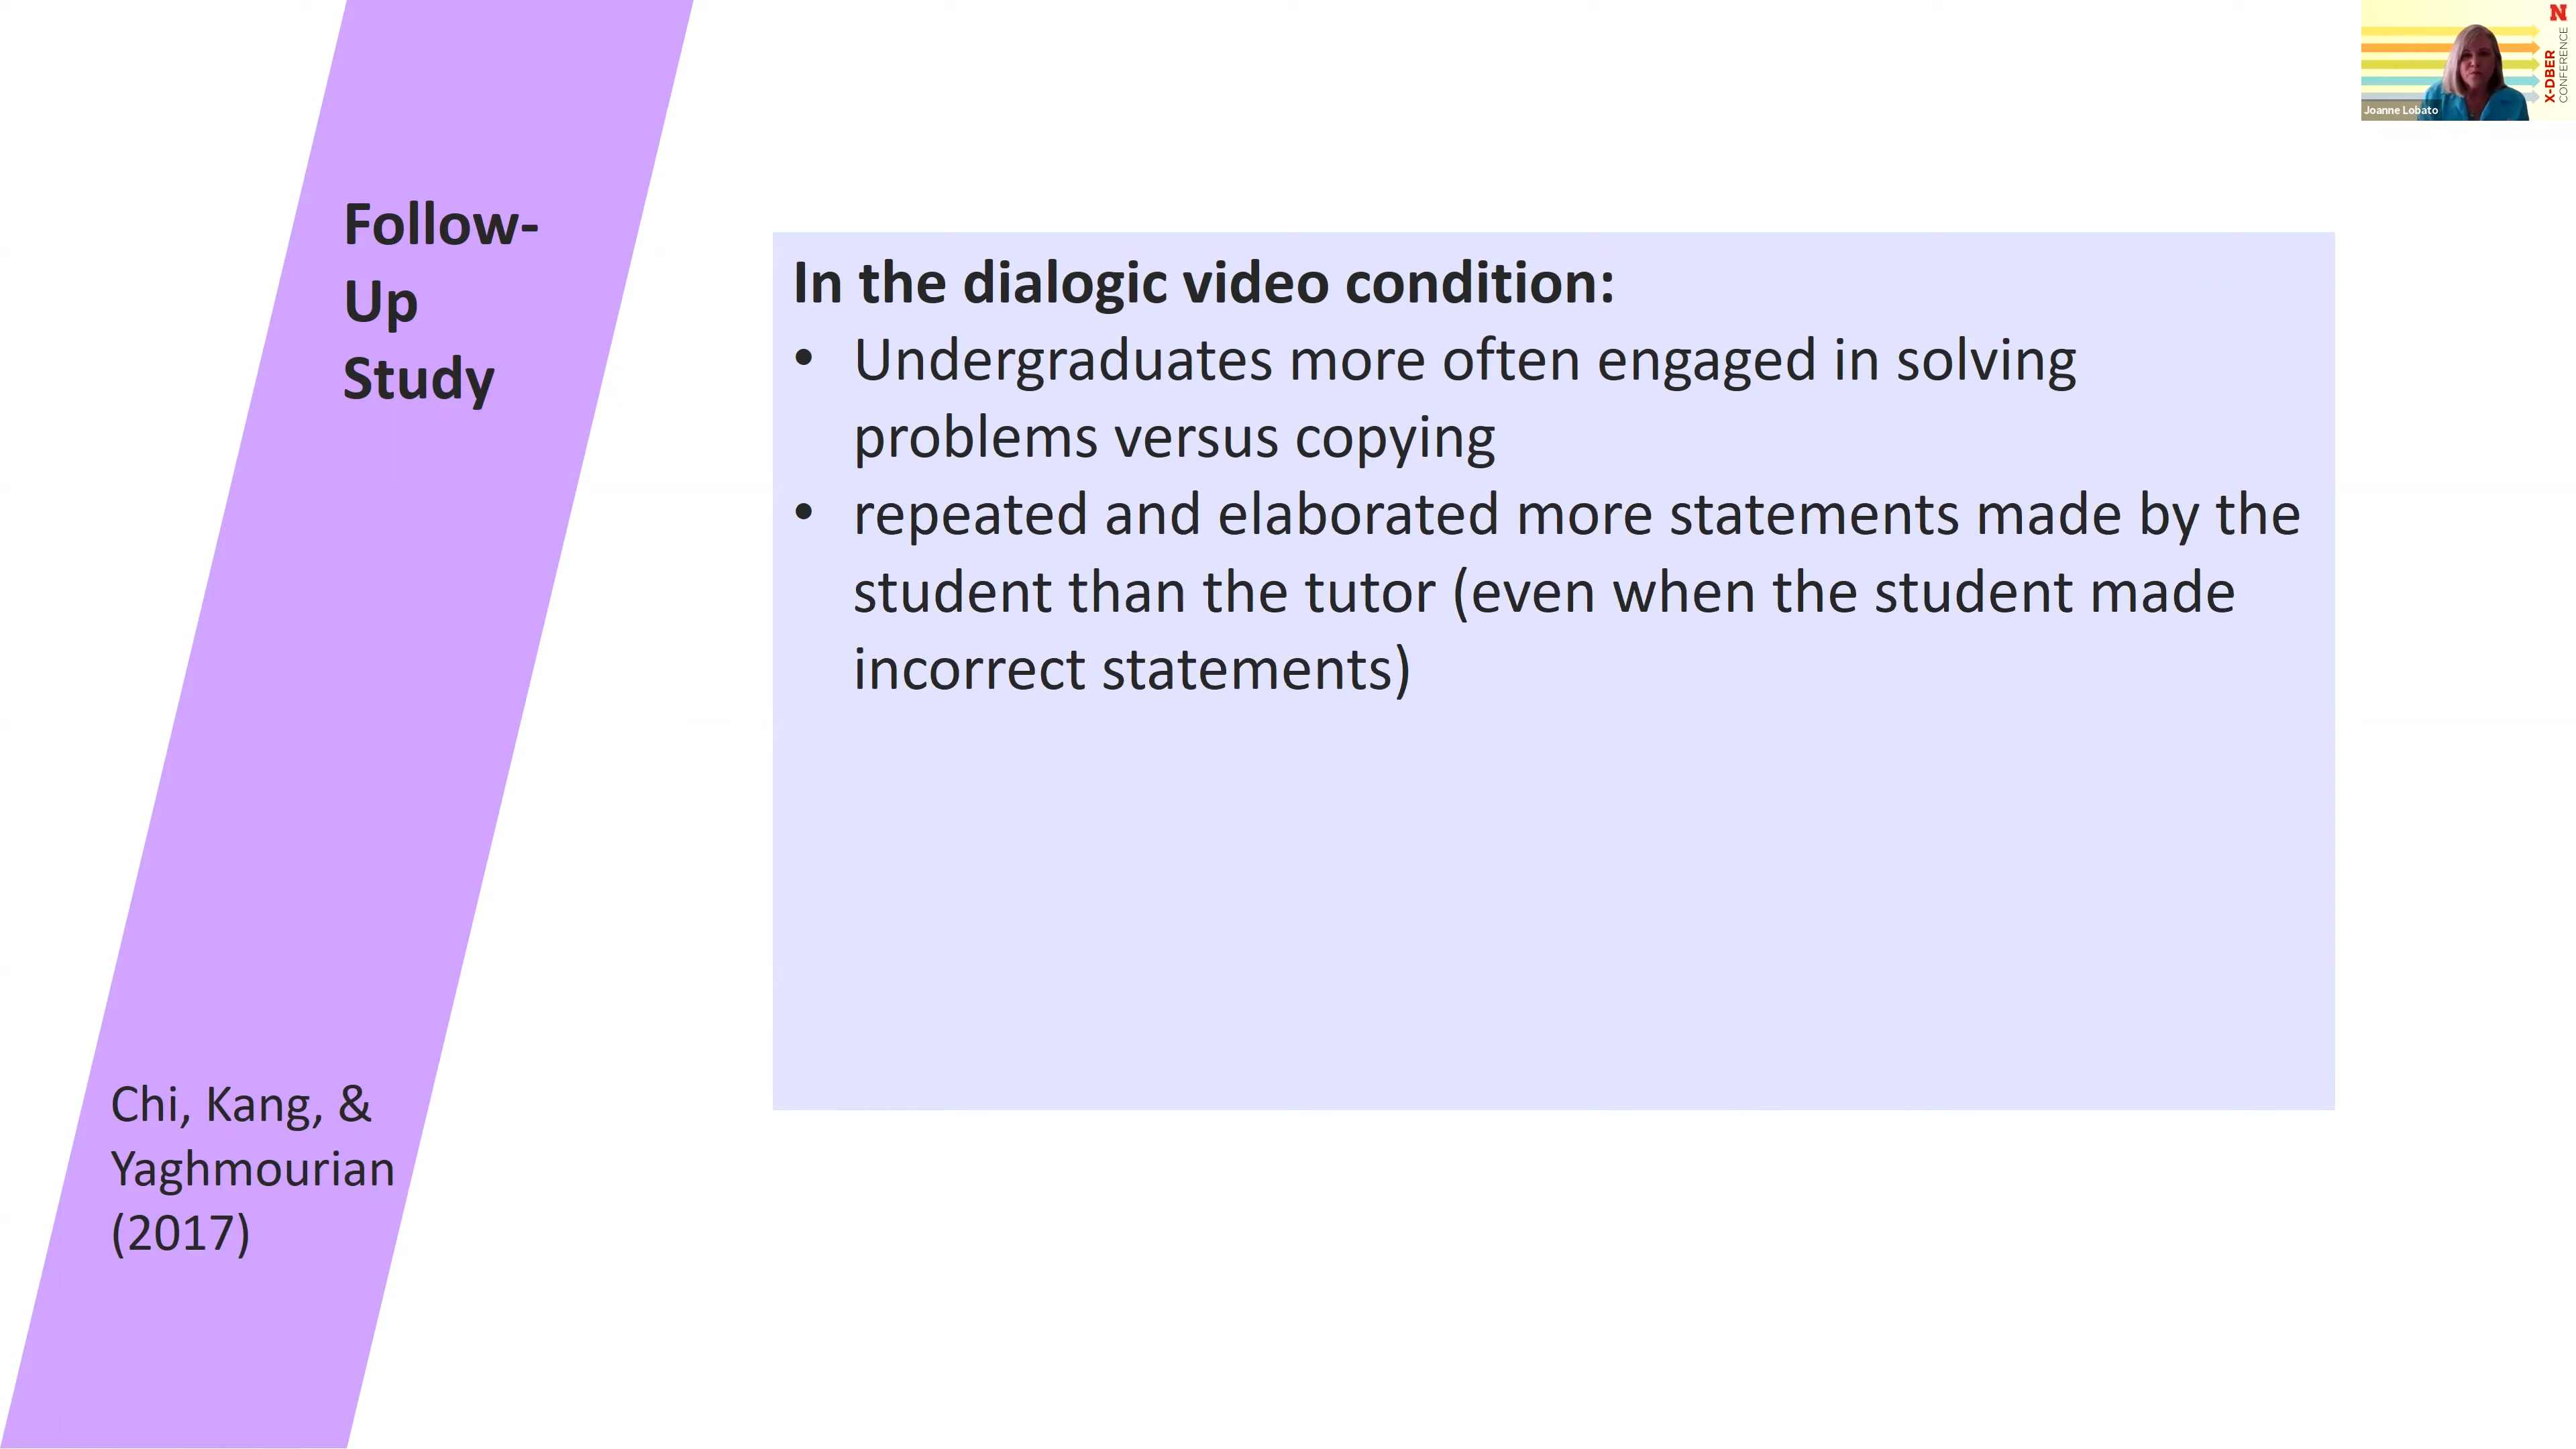 Follow-
Up
Study
In the dialogic video condition:
• Undergraduates more often engaged in solving
problems versus copying
• repeated and elaborated more statements made by the
student than the tutor (even when the student made
incorrect statements)
Chi, Kang, &
Yaghmourian
(2017)
N
X-DBER
CONFERENCE
Joanne Lobato